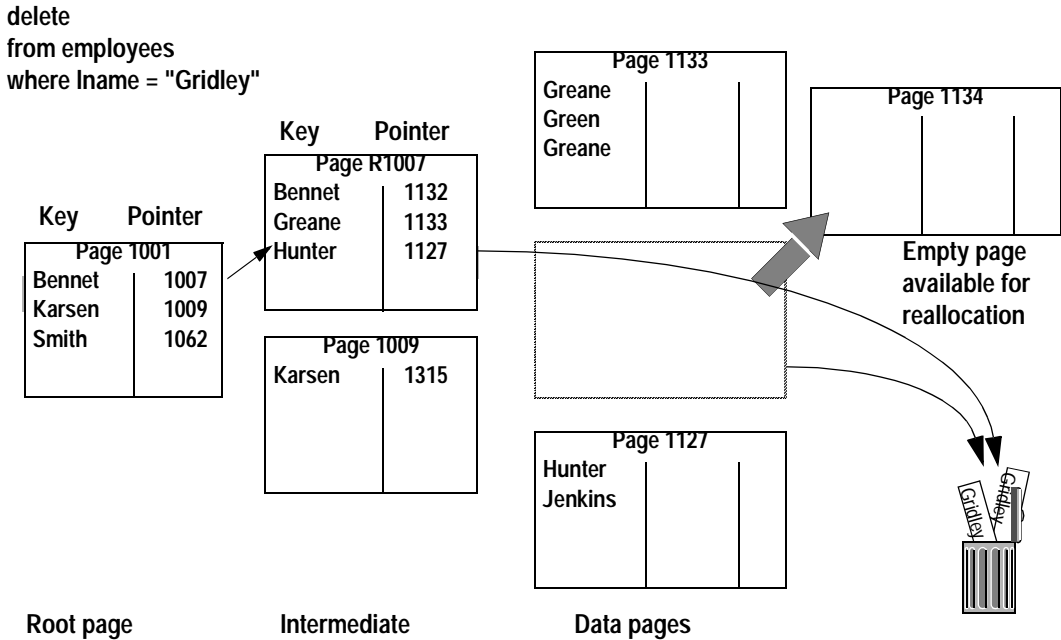 delete
from employees
where lname = "Gridley"
Key Pointer
Page 1001
Bennet 1007
Karsen 1009
Smith 1062
Key Pointer
Page R1007
Bennet 1132
Greane 1133
Hunter 1127
Page 1009
Karsen 1315
Page 1133
Greane
Green
Greane
Page 1134
Empty page
available for
reallocation
Page 1127
Hunter
Jenkins
Gridley
Gridley
Root page
Intermediate
Data pages